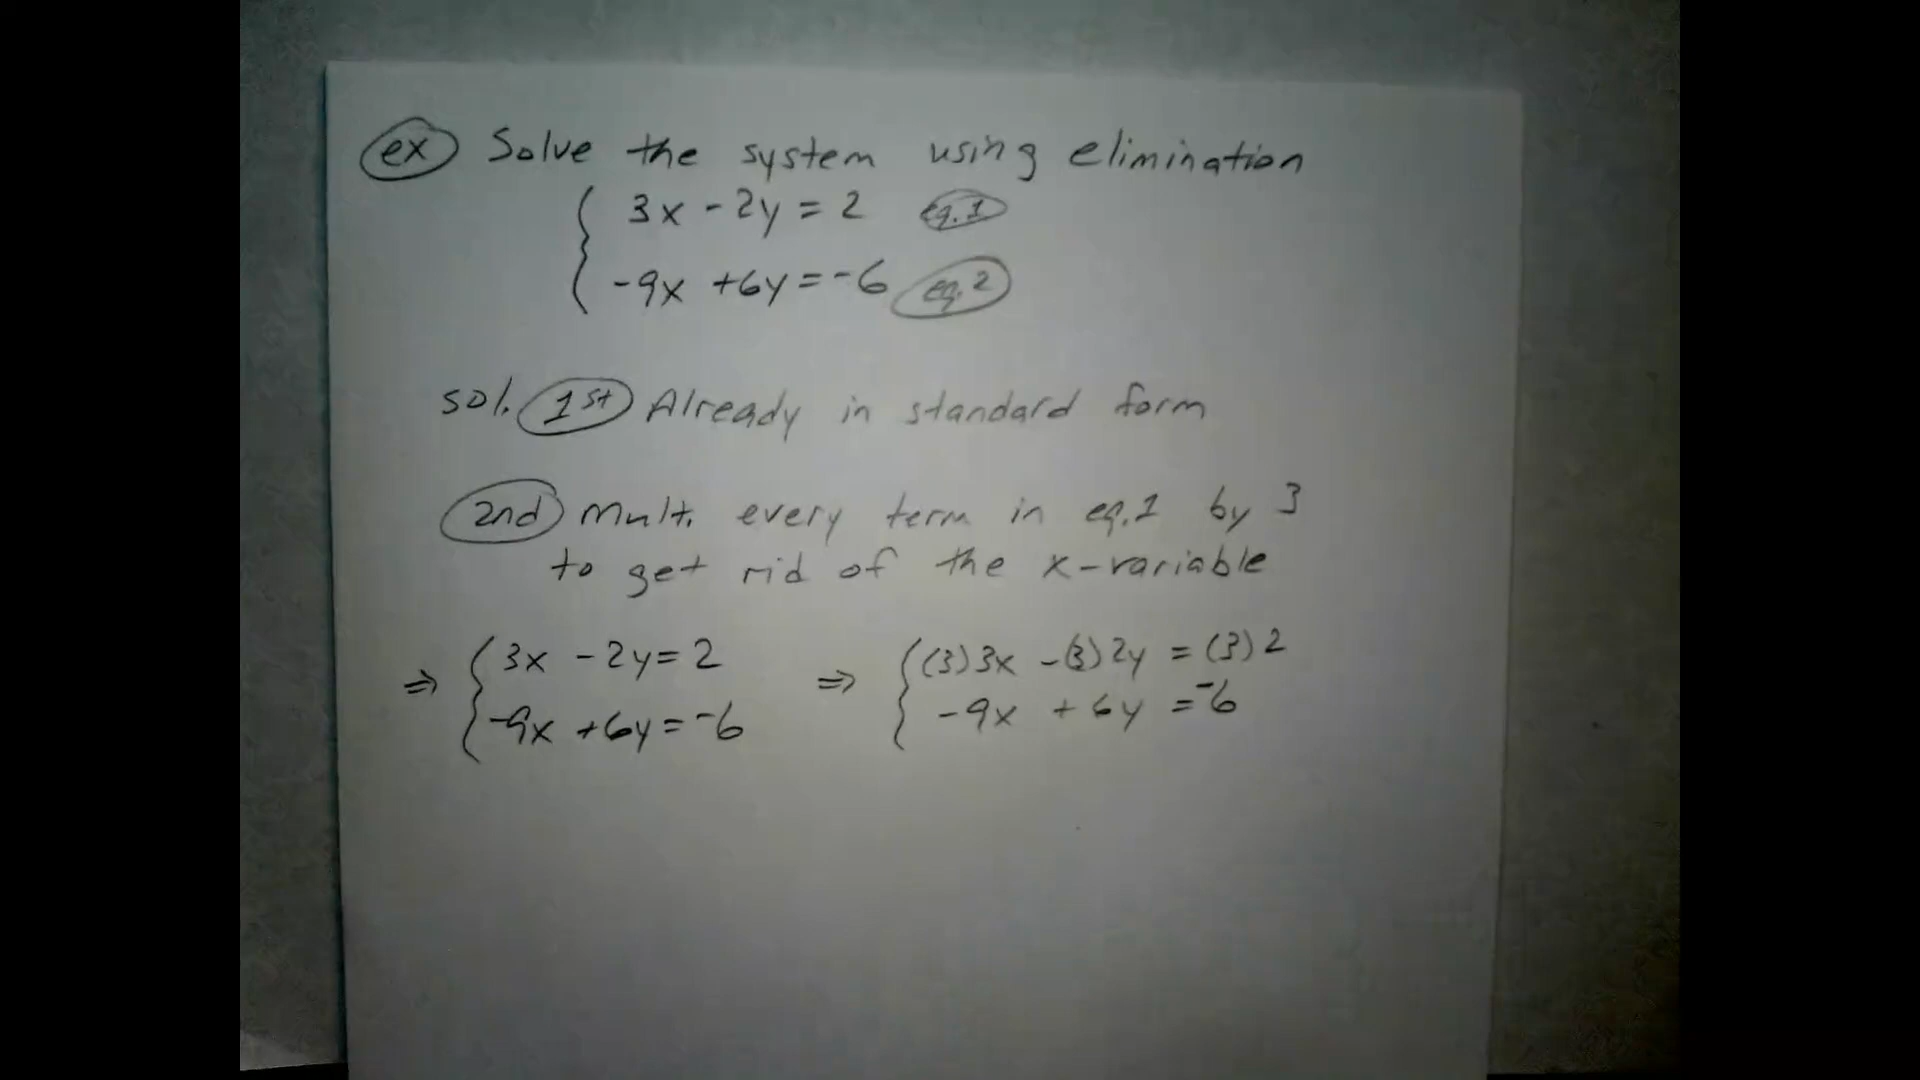 ex Solve the system using elimination
3x - 2y = 2 eq.1
-9x + 6y = -6 eq.2
sol. 1st Already in standard form
2nd Mult. every term in eq.1 by 3
to get rid of the x-variable
⇒ { 3x - 2y = 2 ⇒ { (3)3x - (3)2y = (3)2
-9x + 6y = -6 -9x + 6y = -6